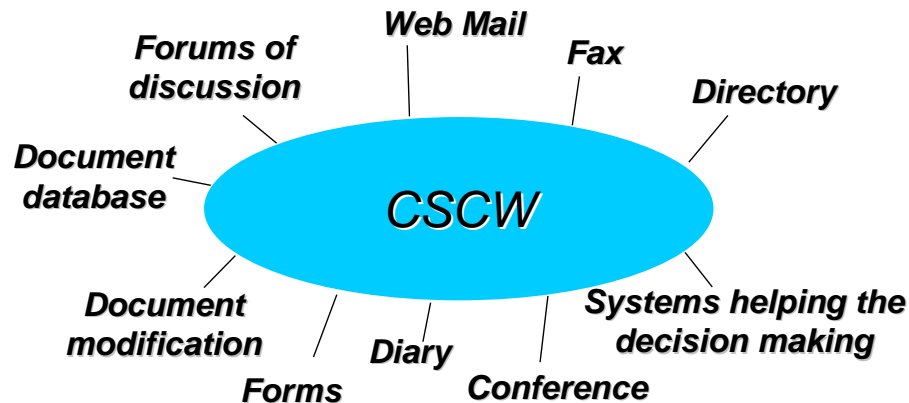 Web Mail
Forums of
discussion
Fax
Directory
Document
database
CSCW
Document
modification
Systems helping the
decision making
Diary
Forms
Conference